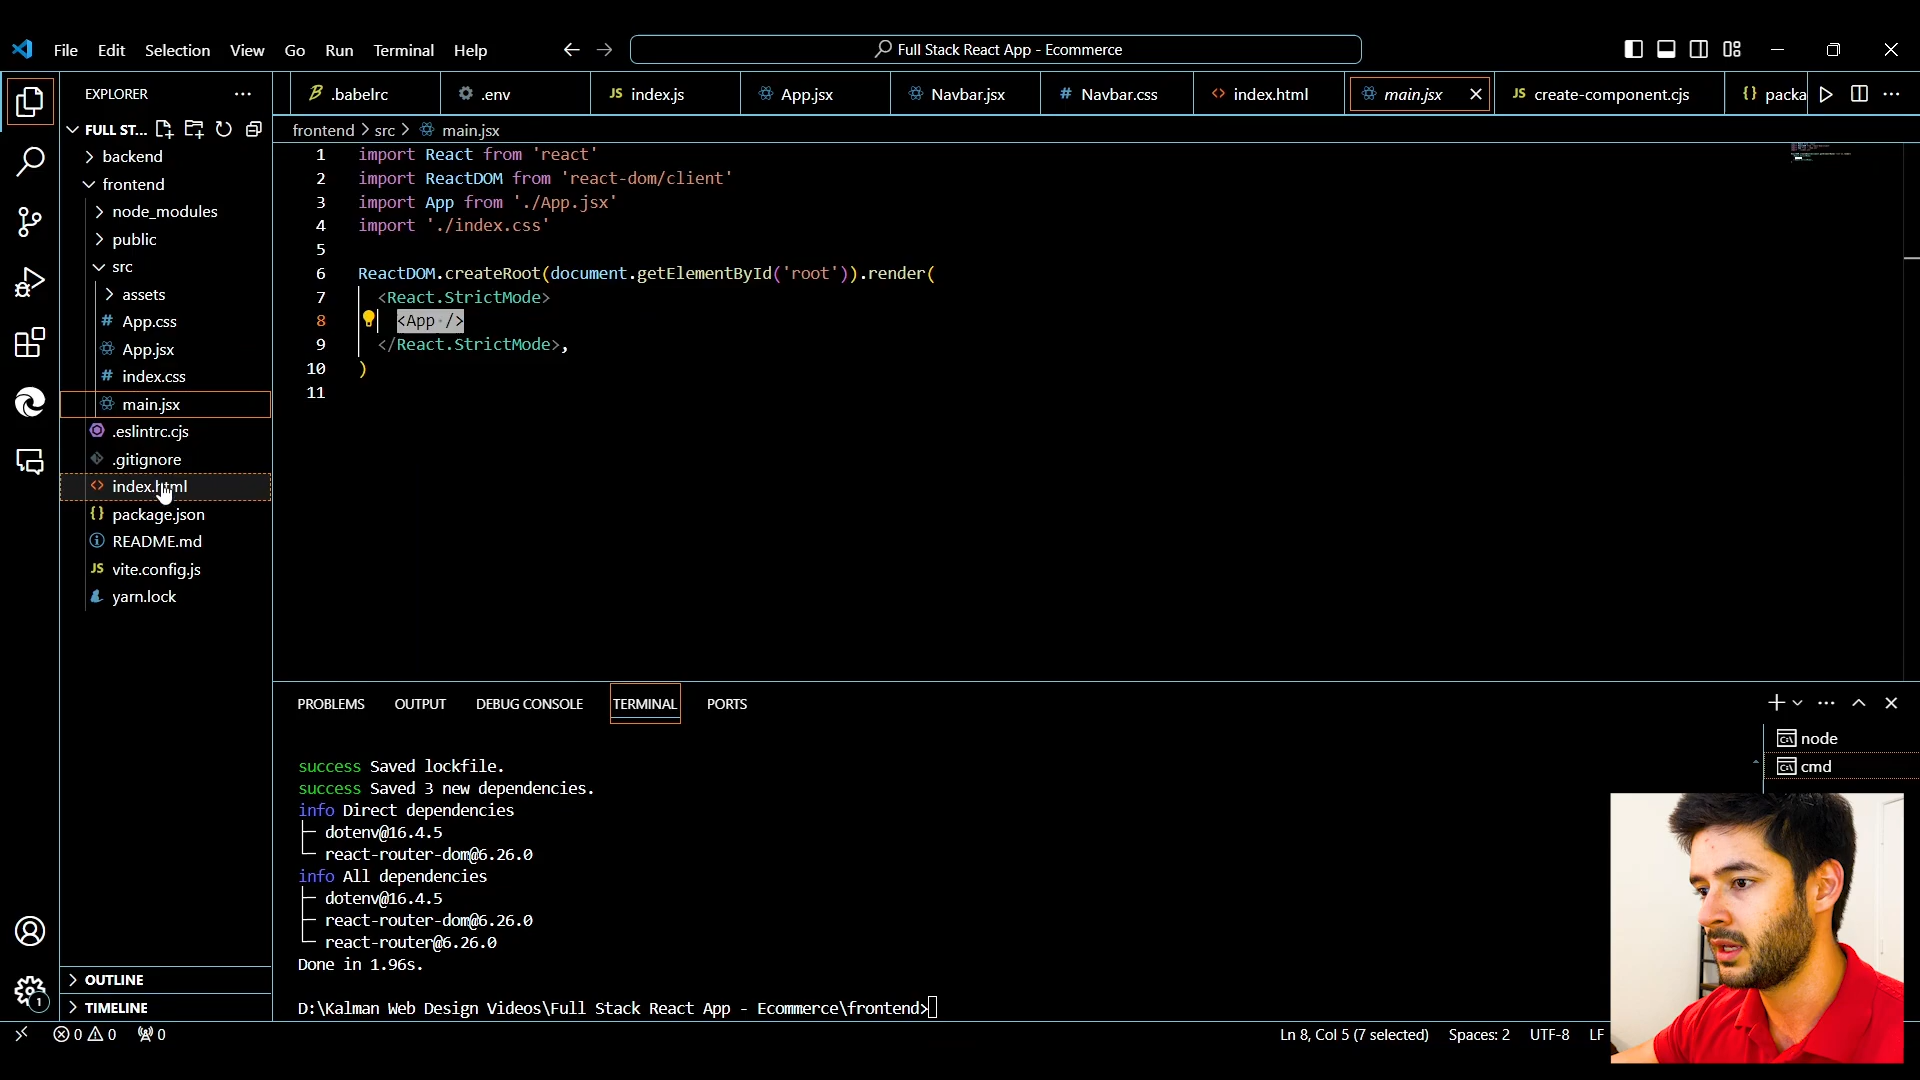 File Edit Selection View Go Run Terminal Help
Full Stack React App - Ecommerce
EXPLORER
FULL ST...
backend
frontend
node_modules
public
src
assets
App.css
App.jsx
index.css
main.jsx
.eslintrc.cjs
.gitignore
index.html
package.json
README.md
vite.config.js
yarn.lock
OUTLINE
TIMELINE
.babelrc .env JS index.js App.jsx Navbar.jsx # Navbar.css <> index.html main.jsx JS create-component.cjs {} packa
frontend > src > main.jsx
1 import React from 'react'
2 import ReactDOM from 'react-dom/client'
3 import App from './App.jsx'
4 import './index.css'
5
6 ReactDOM.createRoot(document.getElementById('root')).render(
7 <React.StrictMode>
8 <App />
9 </React.StrictMode>,
10 )
11
PROBLEMS OUTPUT DEBUG CONSOLE TERMINAL PORTS
node
cmd
success Saved lockfile.
success Saved 3 new dependencies.
info Direct dependencies
├─ dotenv@16.4.5
└─ react-router-dom@6.26.0
info All dependencies
├─ dotenv@16.4.5
├─ react-router-dom@6.26.0
└─ react-router@6.26.0
Done in 1.96s.
D:\Kalman Web Design Videos\Full Stack React App - Ecommerce\frontend>
1
0 0 0
Ln 8, Col 5 (7 selected) Spaces: 2 UTF-8 LF